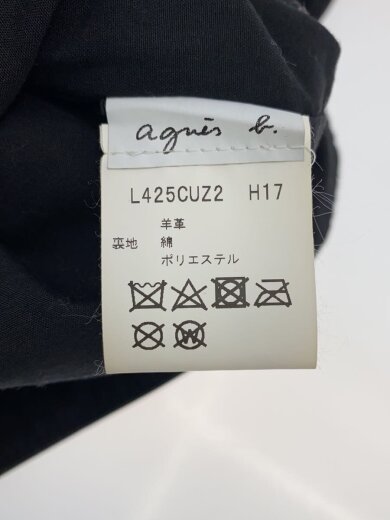 agnès b.
L425CUZ2 H17
羊革
裏地 綿
ポリエステル
W